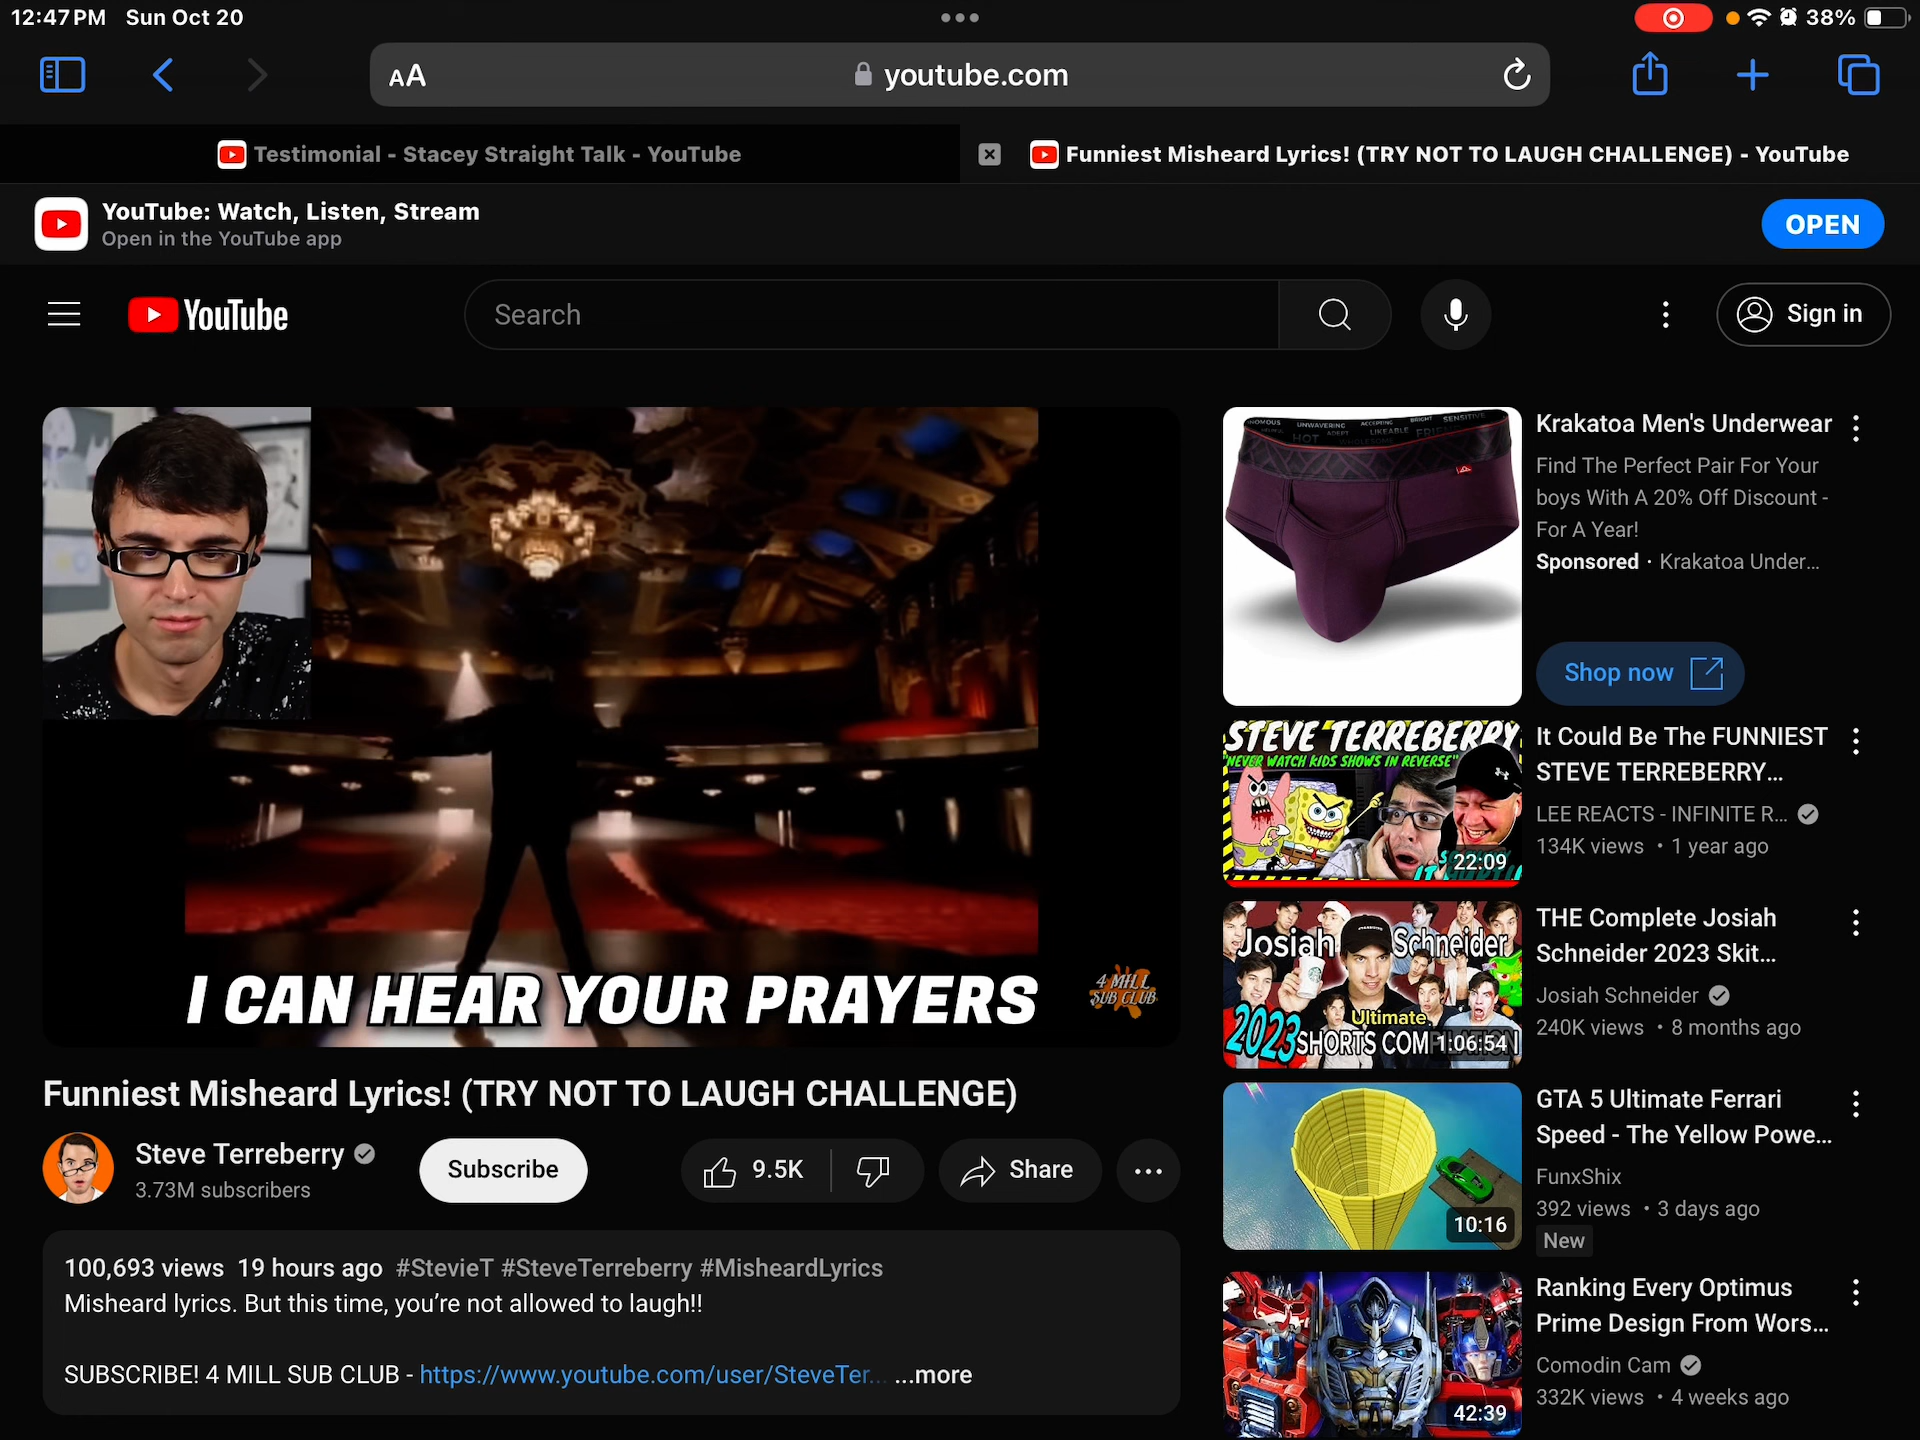 12:47 PM Sun Oct 20
38%
AA
youtube.com
Testimonial - Stacey Straight Talk - YouTube
Funniest Misheard Lyrics! (TRY NOT TO LAUGH CHALLENGE) - YouTube
YouTube: Watch, Listen, Stream
Open in the YouTube app
OPEN
YouTube
Search
Sign in
I CAN HEAR YOUR PRAYERS
4 MILL
SUB CLUB
Funniest Misheard Lyrics! (TRY NOT TO LAUGH CHALLENGE)
Steve Terreberry
3.73M subscribers
Subscribe
9.5K
Share
100,693 views 19 hours ago #StevieT #SteveTerreberry #MisheardLyrics
Misheard lyrics. But this time, you’re not allowed to laugh!!
SUBSCRIBE! 4 MILL SUB CLUB - https://www.youtube.com/user/SteveTer... ...more
UNWAVERING ACCEPTING BRIGHT SENSITIVE
HOT ADEPT LIKEABLE
WHOLESOME
Krakatoa Men's Underwear
Find The Perfect Pair For Your
boys With A 20% Off Discount -
For A Year!
Sponsored · Krakatoa Under...
Shop now
STEVE TERREBERRY
"NEVER WATCH KIDS SHOWS IN REVERSE"
22:09
It Could Be The FUNNIEST
STEVE TERREBERRY...
LEE REACTS - INFINITE R...
134K views • 1 year ago
Josiah Schneider
2023 Ultimate
SHORTS COMPILATION
1:06:54
THE Complete Josiah
Schneider 2023 Skit...
Josiah Schneider
240K views • 8 months ago
10:16
GTA 5 Ultimate Ferrari
Speed - The Yellow Powe...
FunxShix
392 views • 3 days ago
New
42:39
Ranking Every Optimus
Prime Design From Wors...
Comodin Cam
332K views • 4 weeks ago